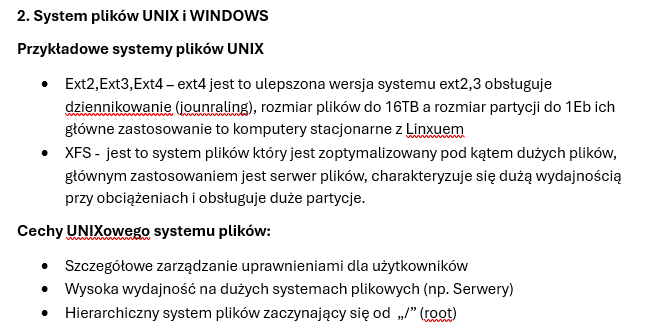 2. System plików UNIX i WINDOWS
Przykładowe systemy plików UNIX
• Ext2,Ext3,Ext4 – ext4 jest to ulepszona wersja systemu ext2,3 obsługuje
dziennikowanie (jounraling), rozmiar plików do 16TB a rozmiar partycji do 1Eb ich
główne zastosowanie to komputery stacjonarne z Linxuem
• XFS - jest to system plików który jest zoptymalizowany pod kątem dużych plików,
głównym zastosowaniem jest serwer plików, charakteryzuje się dużą wydajnością
przy obciążeniach i obsługuje duże partycje.
Cechy UNIXowego systemu plików:
• Szczegółowe zarządzanie uprawnieniami dla użytkowników
• Wysoka wydajność na dużych systemach plikowych (np. Serwery)
• Hierarchiczny system plików zaczynający się od „/” (root)